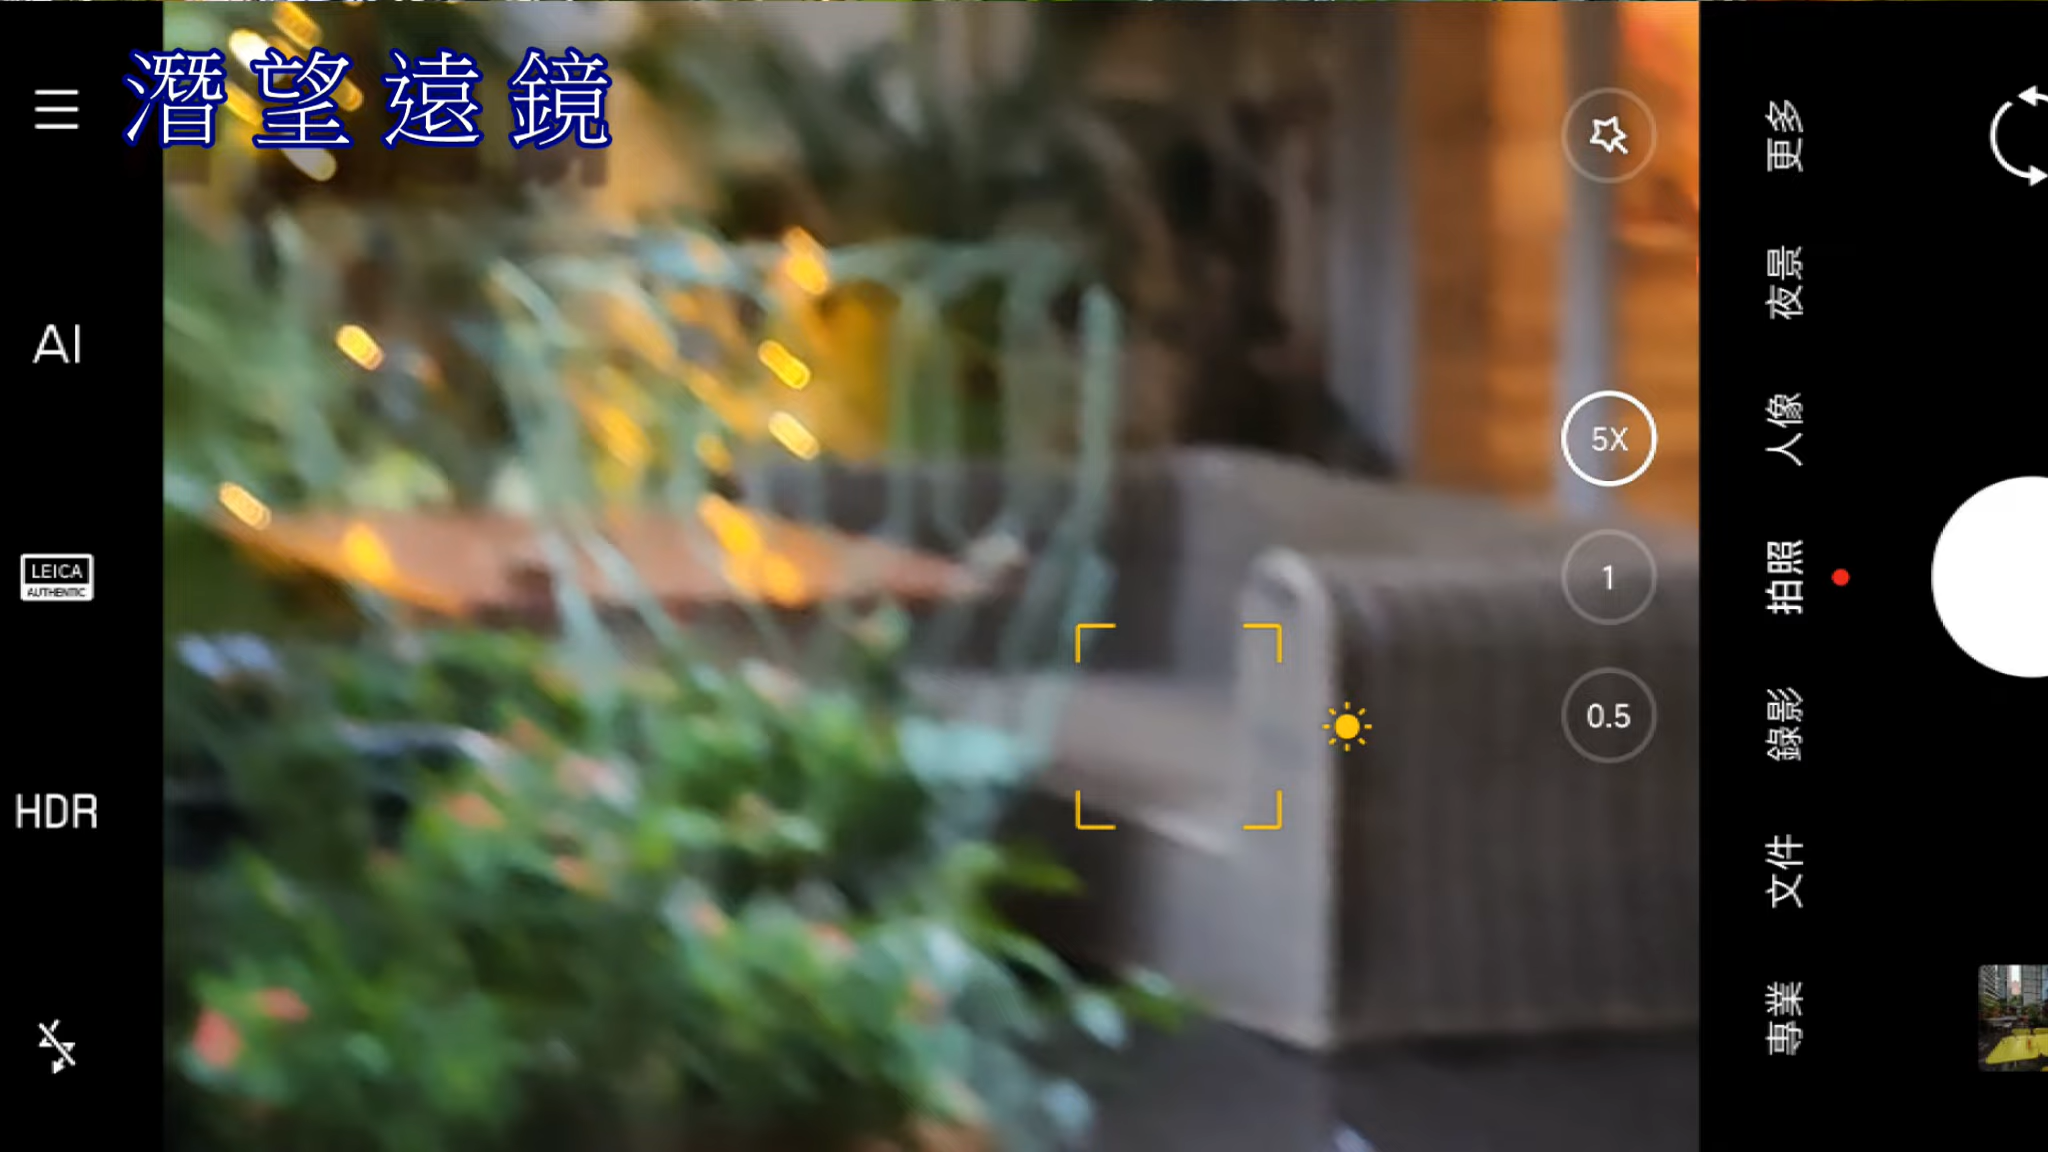 潛望遠鏡
AI
LEICA
AUTHENTIC
HDR
5X
1
0.5
更多
夜景
人像
拍照
錄影
文件
專業